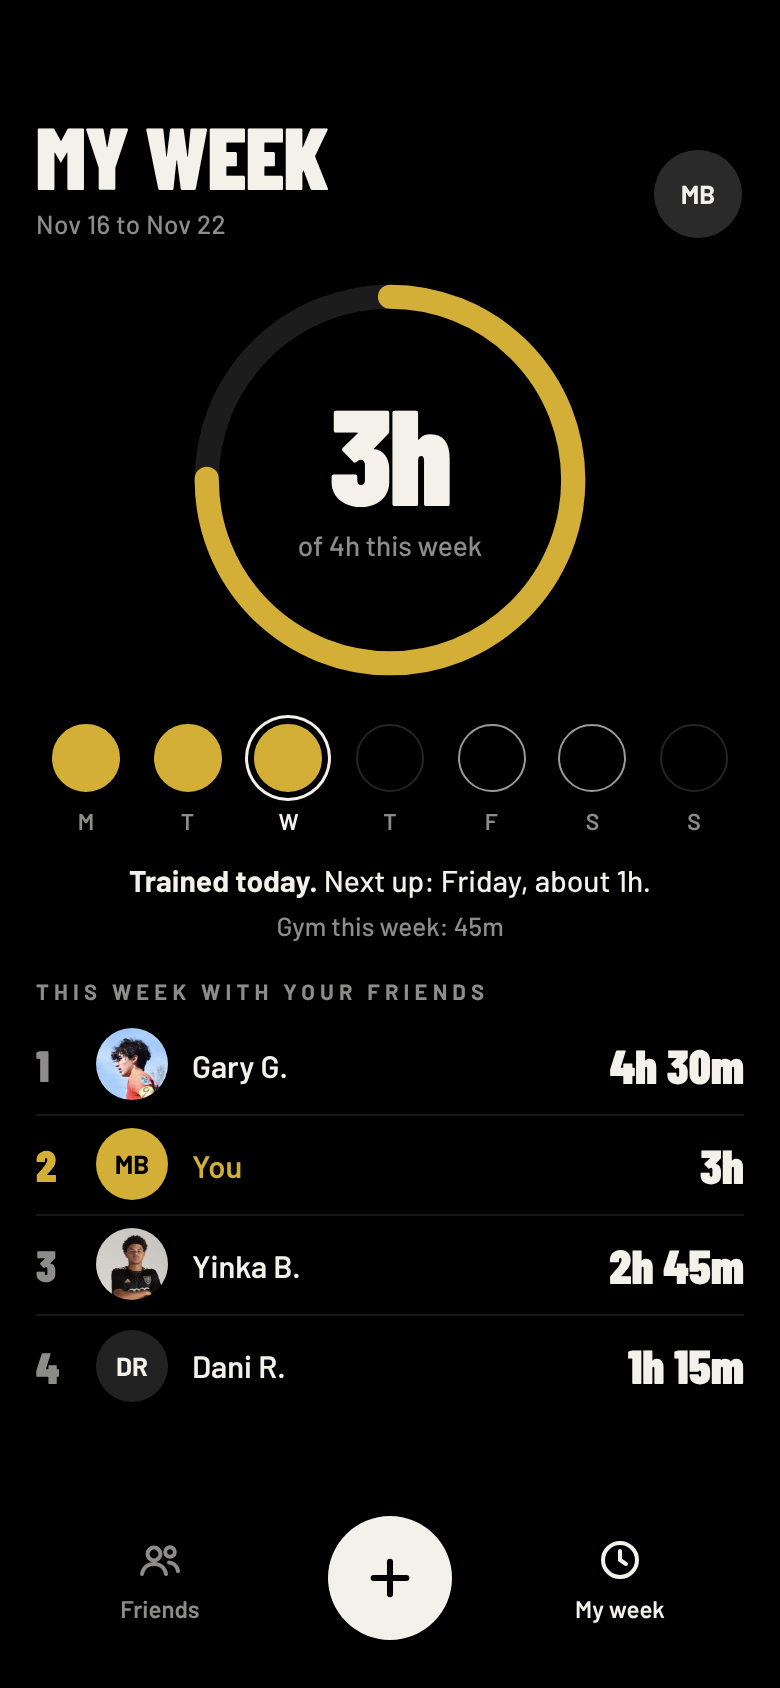 MY WEEK
Nov 16 to Nov 22
MB
3h
of 4h this week
M T W T F S S
Trained today. Next up: Friday, about 1h.
Gym this week: 45m
THIS WEEK WITH YOUR FRIENDS
1 Gary G. 4h 30m
2 MB You 3h
3 Yinka B. 2h 45m
4 DR Dani R. 1h 15m
Friends
My week